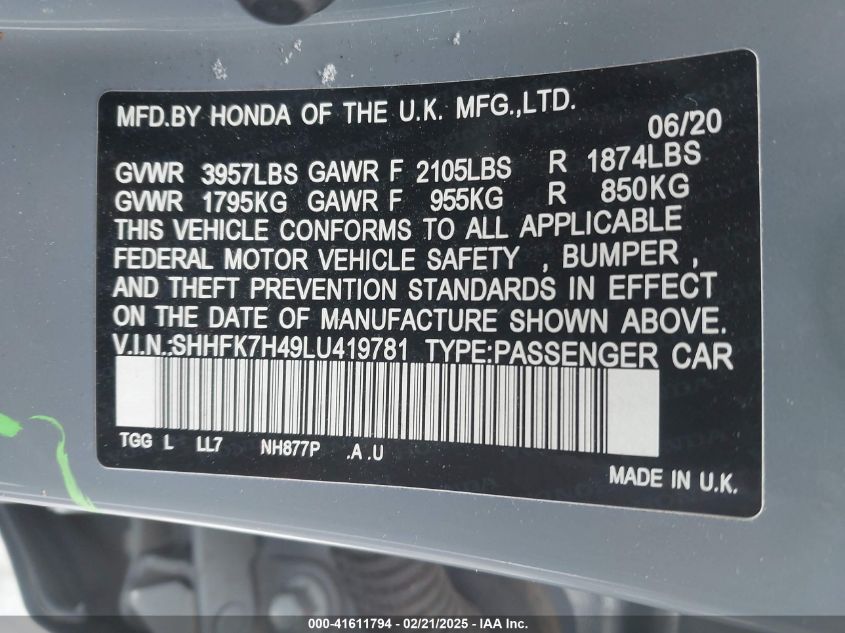 MFD.BY HONDA OF THE U.K. MFG.,LTD.
06/20
GVWR 3957LBS GAWR F 2105LBS R 1874LBS
GVWR 1795KG GAWR F 955KG R 850KG
THIS VEHICLE CONFORMS TO ALL APPLICABLE
FEDERAL MOTOR VEHICLE SAFETY , BUMPER ,
AND THEFT PREVENTION STANDARDS IN EFFECT
ON THE DATE OF MANUFACTURE SHOWN ABOVE.
V.I.N.:SHHFK7H49LU419781 TYPE:PASSENGER CAR
TGG L LL7 NH877P .A .U
MADE IN U.K.
000-41611794 - 02/21/2025 - IAA Inc.